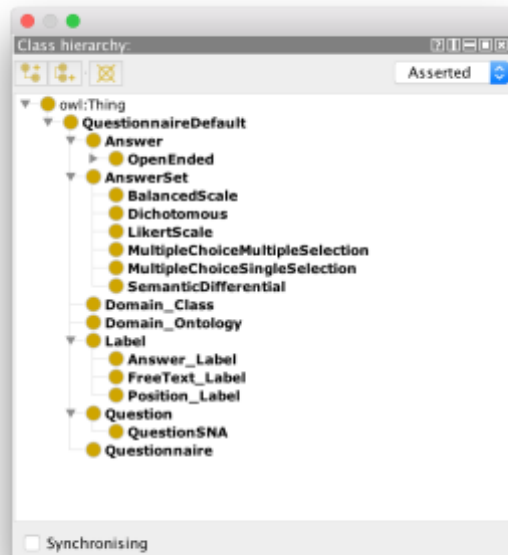 Class hierarchy:
Asserted
owl:Thing
QuestionnaireDefault
Answer
OpenEnded
AnswerSet
BalancedScale
Dichotomous
LikertScale
MultipleChoiceMultipleSelection
MultipleChoiceSingleSelection
SemanticDifferential
Domain_Class
Domain_Ontology
Label
Answer_Label
FreeText_Label
Position_Label
Question
QuestionSNA
Questionnaire
Synchronising